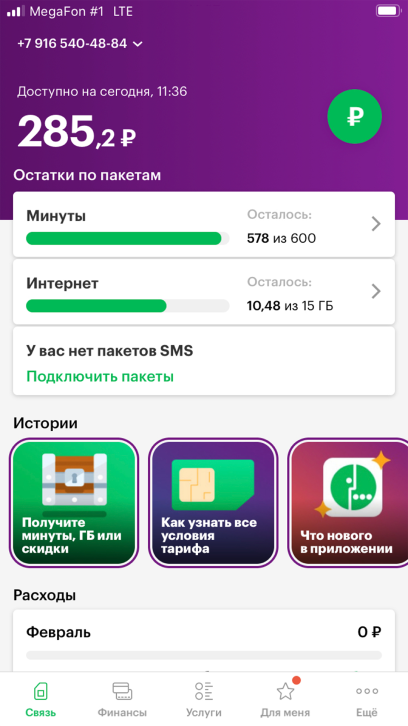 MegaFon #1 LTE
+7 916 540-48-84
Доступно на сегодня, 11:36
285,2 ₽
₽
Остатки по пакетам
Минуты
Осталось:
578 из 600
Интернет
Осталось:
10,48 из 15 ГБ
У вас нет пакетов SMS
Подключить пакеты
Истории
Получите
минуты, ГБ или
скидки
Как узнать все
условия
тарифа
Что нового
в приложении
Расходы
Февраль
0 ₽
Связь
Финансы
Услуги
Для меня
Ещё